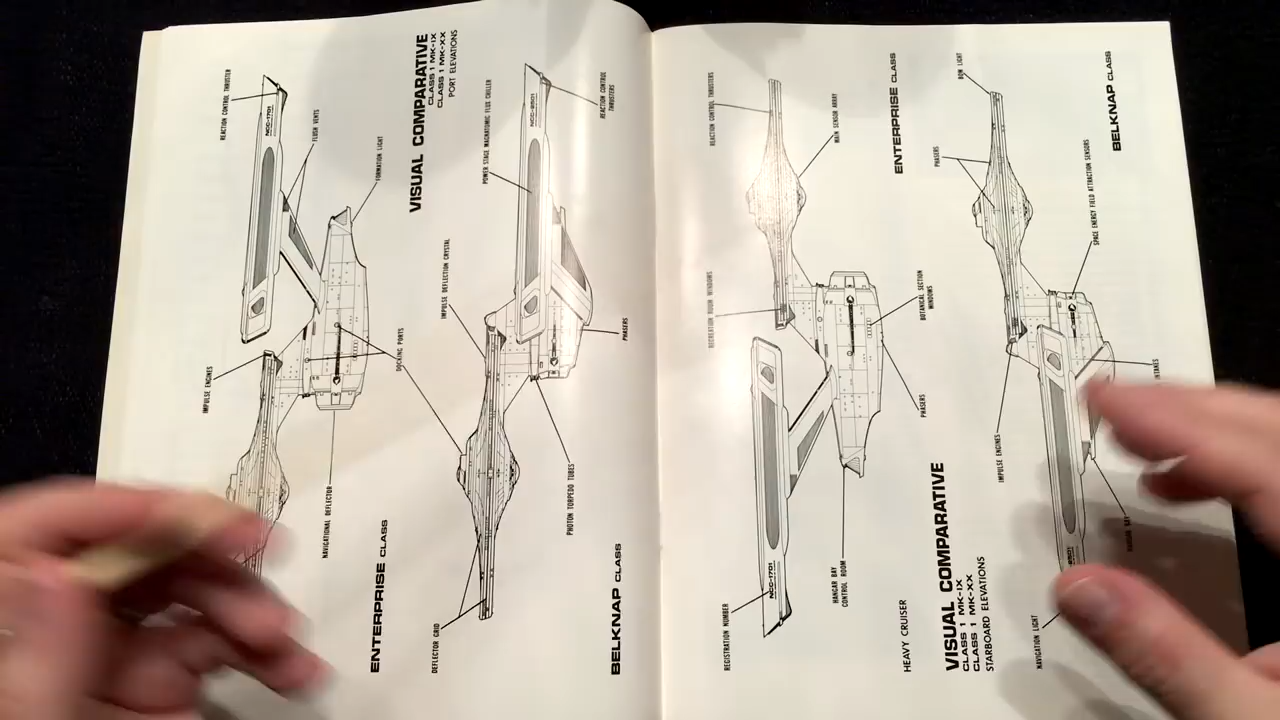 VISUAL COMPARATIVE
CLASS 1 MK-IX
CLASS 1 MK-XX
PORT ELEVATIONS
REACTION CONTROL THRUSTER
NCC-1701
FLUSH VENTS
FORMATION LIGHT
IMPULSE ENGINES
DOCKING PORTS
NAVIGATIONAL DEFLECTOR
ENTERPRISE CLASS
POWER STAGE MAGNATOMIC FLUX CHILLER
REACTION CONTROL
THRUSTERS
NCC-2501
IMPULSE DEFLECTION CRYSTAL
PHASERS
PHOTON TORPEDO TUBES
DEFLECTOR GRID
BELKNAP CLASS
REACTION CONTROL THRUSTERS
MAIN SENSOR ARRAY
ENTERPRISE CLASS
RECREATION ROOM WINDOWS
BOTANICAL SECTION
WINDOWS
PHASERS
HANGAR BAY
CONTROL ROOM
REGISTRATION NUMBER
NCC-1701
HEAVY CRUISER
VISUAL COMPARATIVE
CLASS 1 MK-IX
CLASS 1 MK-XX
STARBOARD ELEVATIONS
BOW LIGHT
PHASERS
SPACE ENERGY FIELD ATTRACTION SENSORS
BELKNAP CLASS
IMPULSE ENGINES
NAVIGATION LIGHT